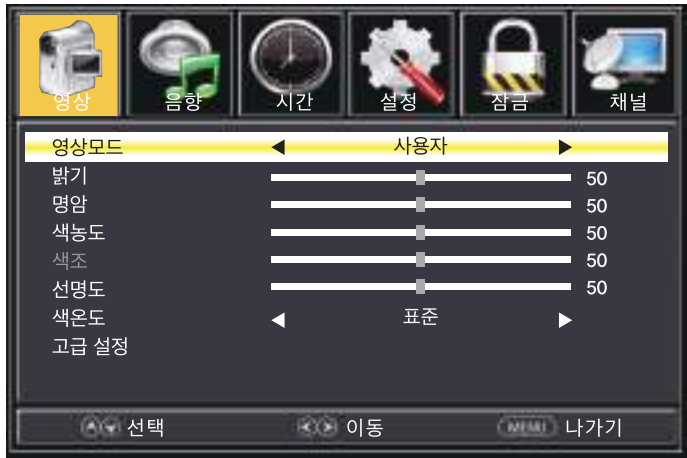 영상 음향 시간 설정 잠금 채널
영상모드 사용자
밝기 50
명암 50
색농도 50
색조 50
선명도 50
색온도 표준
고급 설정
선택 이동 MENU 나가기